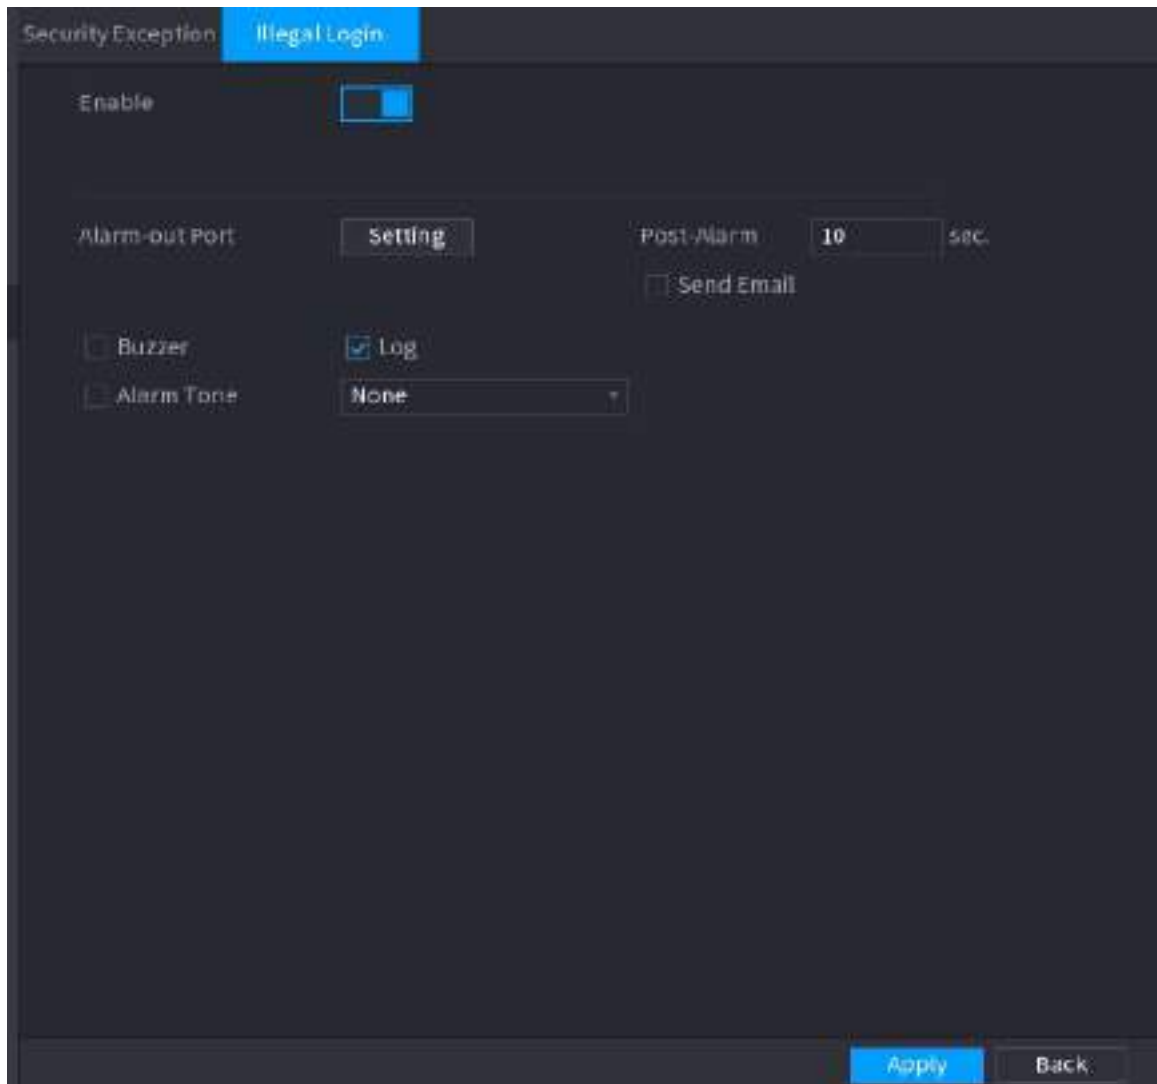 Security Exception Illegal Login
Enable
Alarm-out Port Setting Post-Alarm 10 sec.
Send Email
Buzzer Log
Alarm Tone None
Apply Back